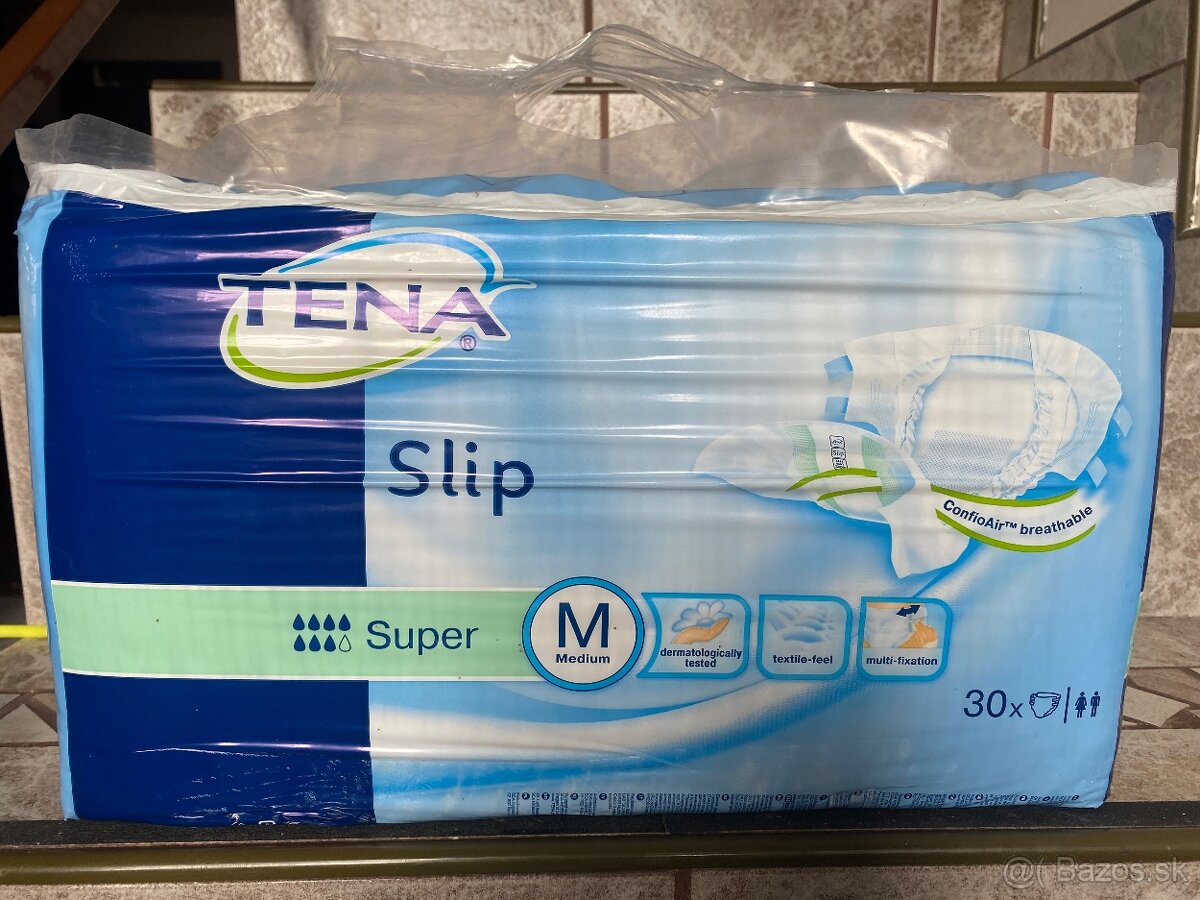 TENA®
Slip
ConfioAir™ breathable
Super
M
Medium
dermatologically
tested
textile-feel
multi-fixation
30x
@( Bazos.sk